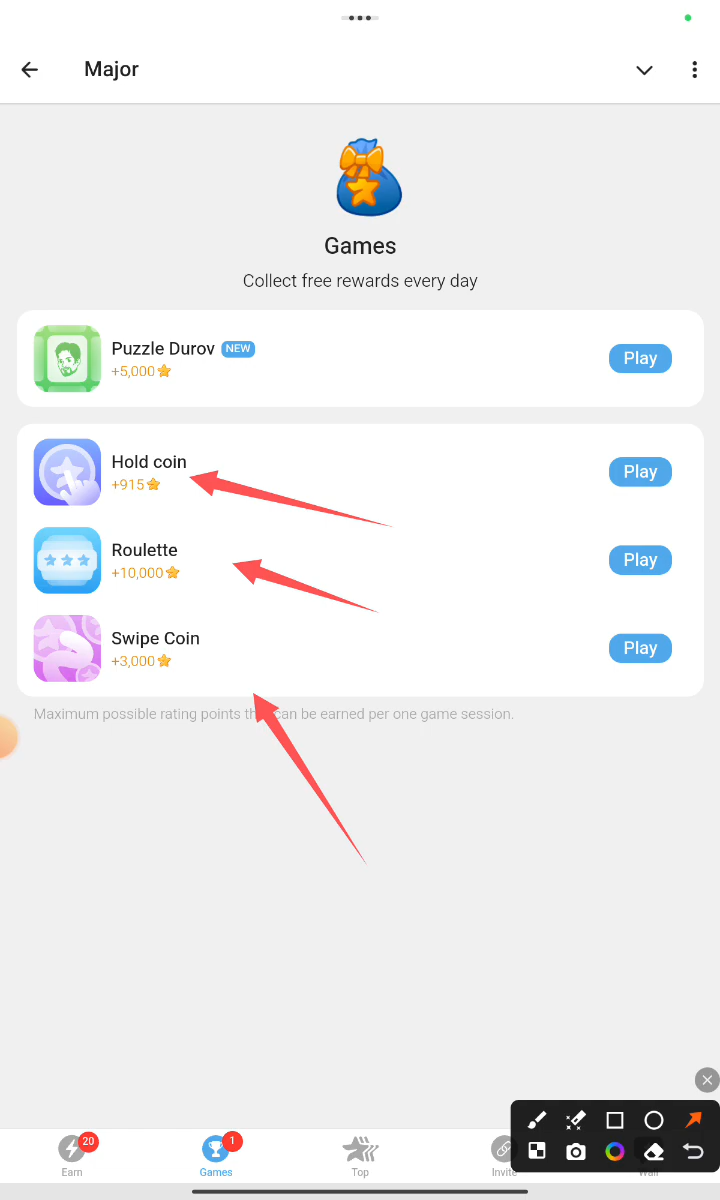 Major
Games
Collect free rewards every day
Puzzle Durov NEW
+5,000
Play
Hold coin
+915
Play
Roulette
+10,000
Play
Swipe Coin
+3,000
Play
Maximum possible rating points can be earned per one game session.
20
1
Earn
Games
Top
Invite